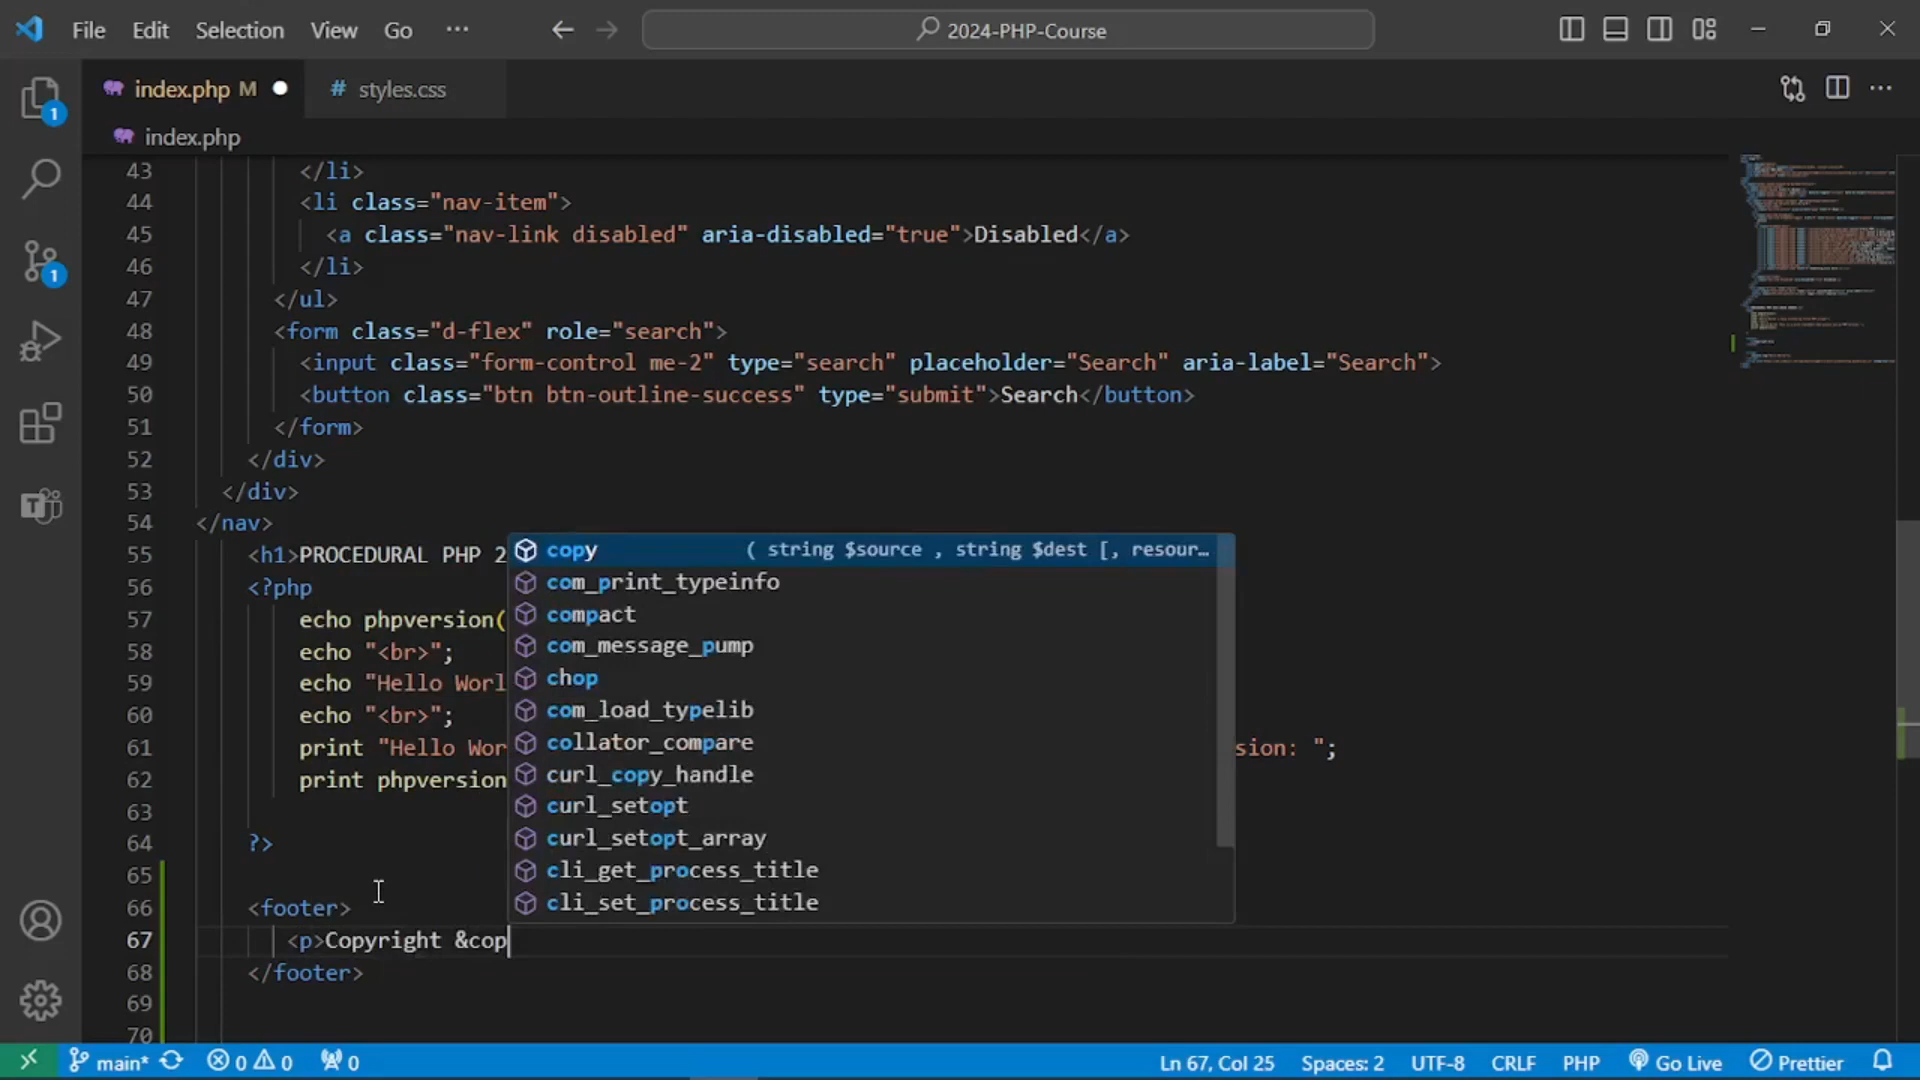 File Edit Selection View Go ··· 2024-PHP-Course
index.php M # styles.css
index.php
43 </li>
44 <li class="nav-item">
45 <a class="nav-link disabled" aria-disabled="true">Disabled</a>
46 </li>
47 </ul>
48 <form class="d-flex" role="search">
49 <input class="form-control me-2" type="search" placeholder="Search" aria-label="Search">
50 <button class="btn btn-outline-success" type="submit">Search</button>
51 </form>
52 </div>
53 </div>
54 </nav>
55 <h1>PROCEDURAL PHP 2
56 <?php
57 echo phpversion(
58 echo "<br>";
59 echo "Hello Worl
60 echo "<br>";
61 print "Hello Wor sion: ";
62 print phpversion
63
64 ?>
65
66 <footer>
67 <p>Copyright &cop
68 </footer>
69
70
copy ( string $source , string $dest [, resour…
com_print_typeinfo
compact
com_message_pump
chop
com_load_typelib
collator_compare
curl_copy_handle
curl_setopt
curl_setopt_array
cli_get_process_title
cli_set_process_title
1
1
T
main* 0 0 0 Ln 67, Col 25 Spaces: 2 UTF-8 CRLF PHP Go Live Prettier